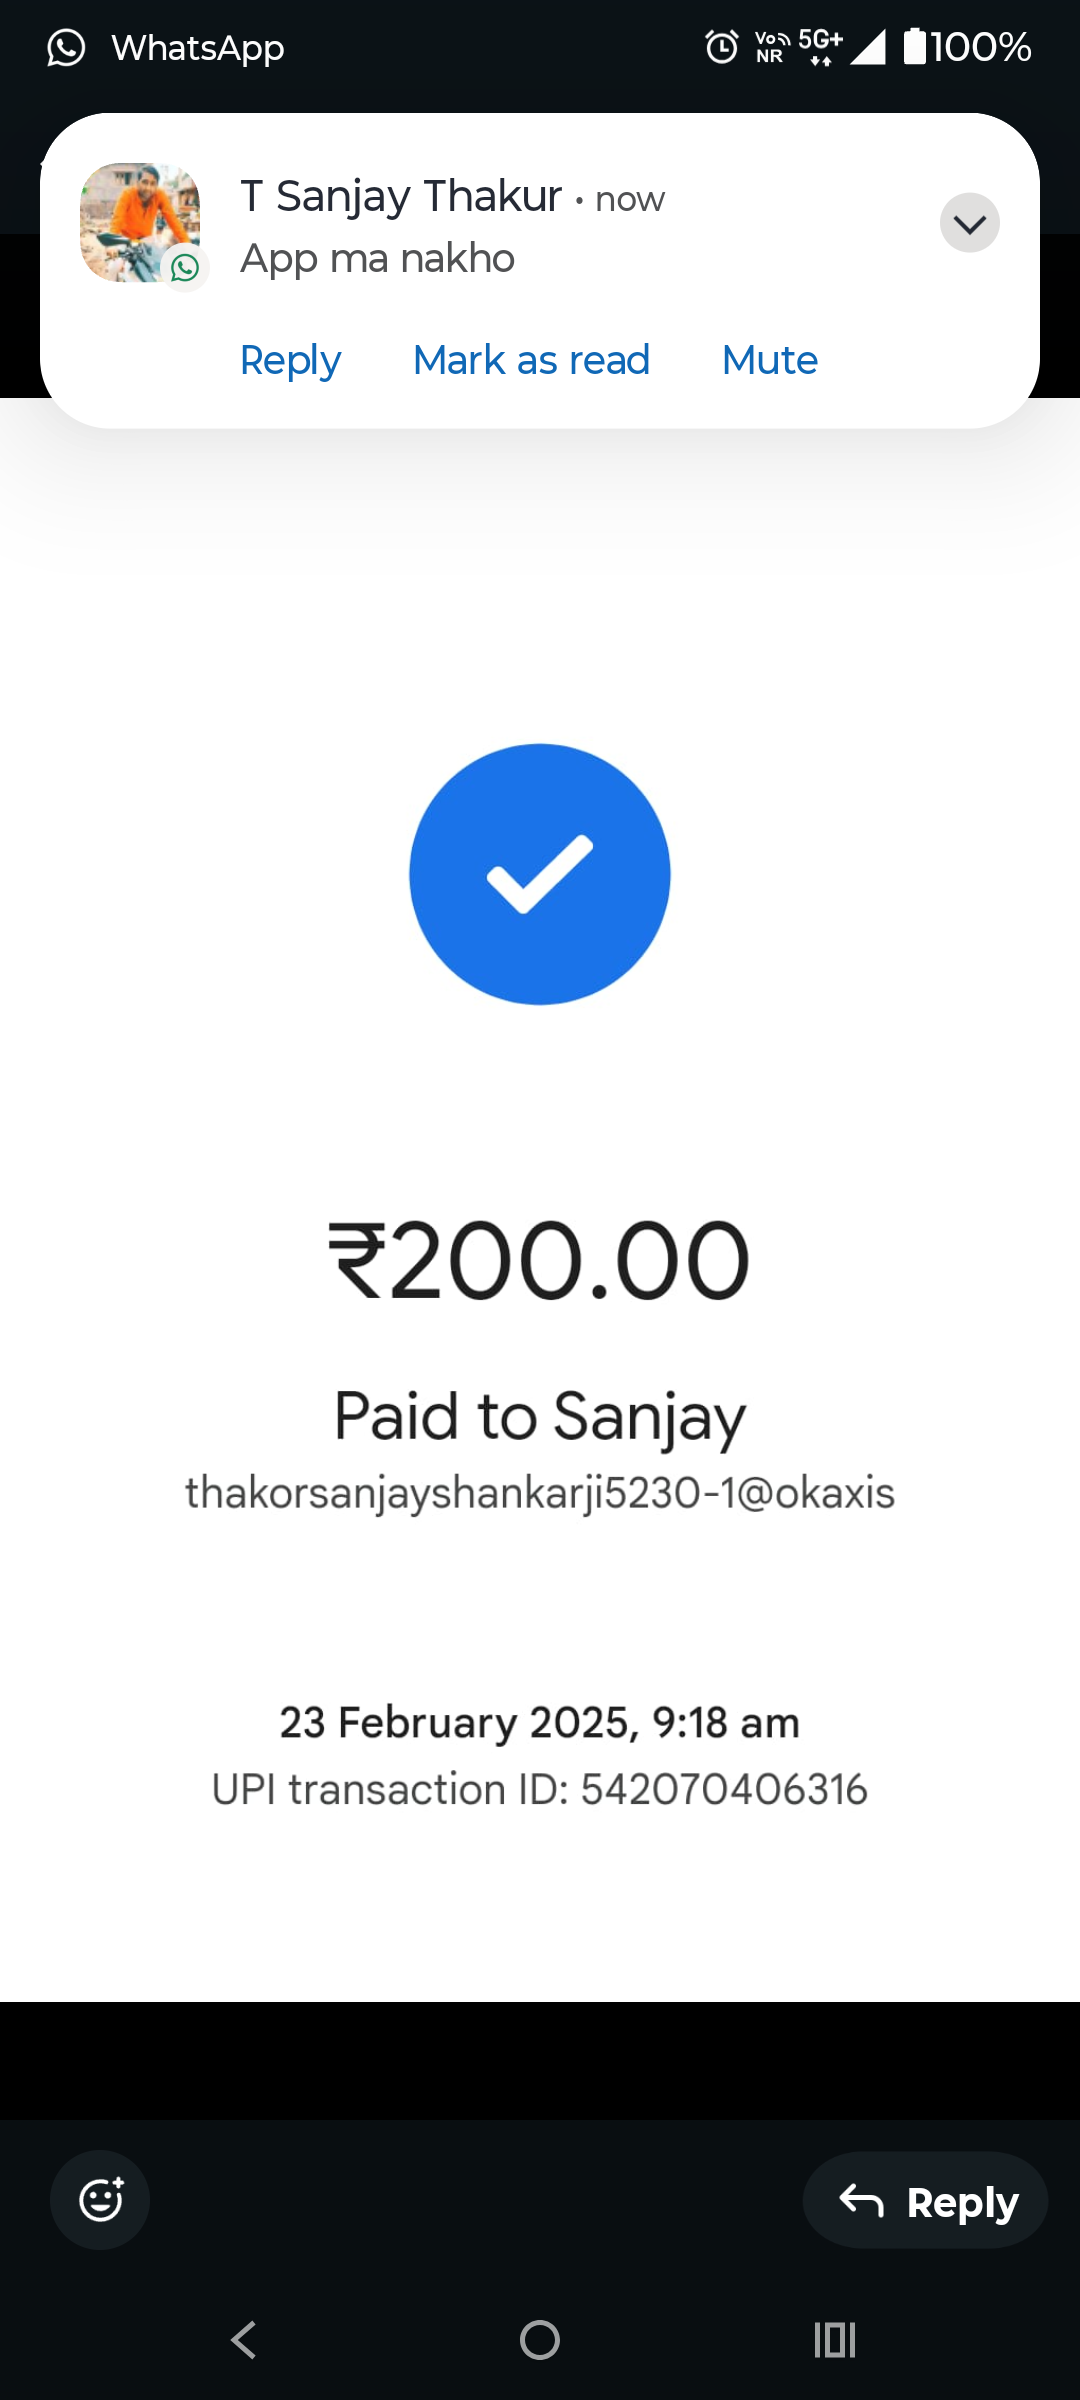 WhatsApp
Vo NR 5G+ 100%
T Sanjay Thakur • now
App ma nakho
Reply Mark as read Mute
₹200.00
Paid to Sanjay
thakorsanjayshankarji5230-1@okaxis
23 February 2025, 9:18 am
UPI transaction ID: 542070406316
Reply